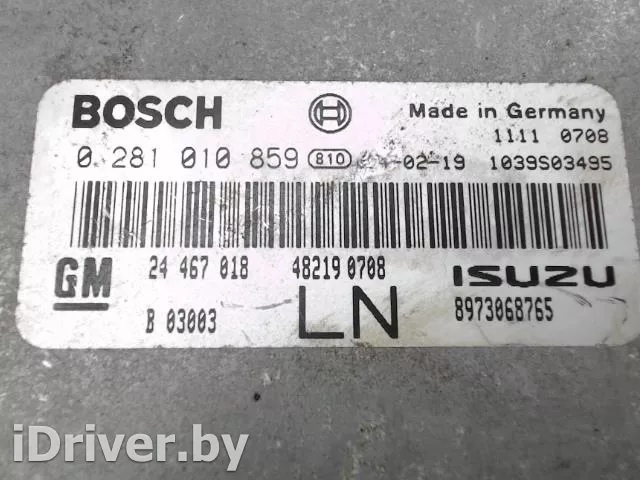 BOSCH
Made in Germany
1111 0708
0 281 010 859 810 -02-19 1039S03495
GM 24 467 018 48219 0708 ISUZU
B 03003 LN 8973068765
iDriver.by